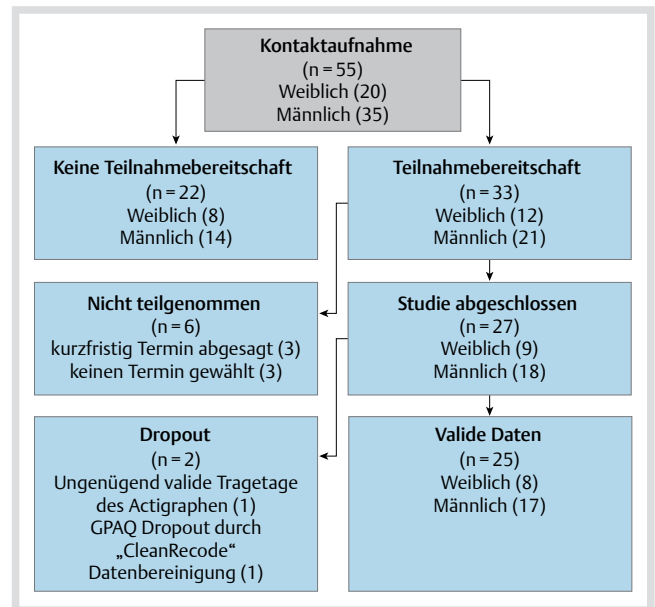 Kontaktaufnahme
(n = 55)
Weiblich (20)
Männlich (35)
Keine Teilnahmebereitschaft
(n = 22)
Weiblich (8)
Männlich (14)
Teilnahmebereitschaft
(n = 33)
Weiblich (12)
Männlich (21)
Nicht teilgenommen
(n = 6)
kurzfristig Termin abgesagt (3)
keinen Termin gewählt (3)
Studie abgeschlossen
(n = 27)
Weiblich (9)
Männlich (18)
Dropout
(n = 2)
Ungenügend valide Tragetage
des Actigraphen (1)
GPAQ Dropout durch
„CleanRecode“
Datenbereinigung (1)
Valide Daten
(n = 25)
Weiblich (8)
Männlich (17)